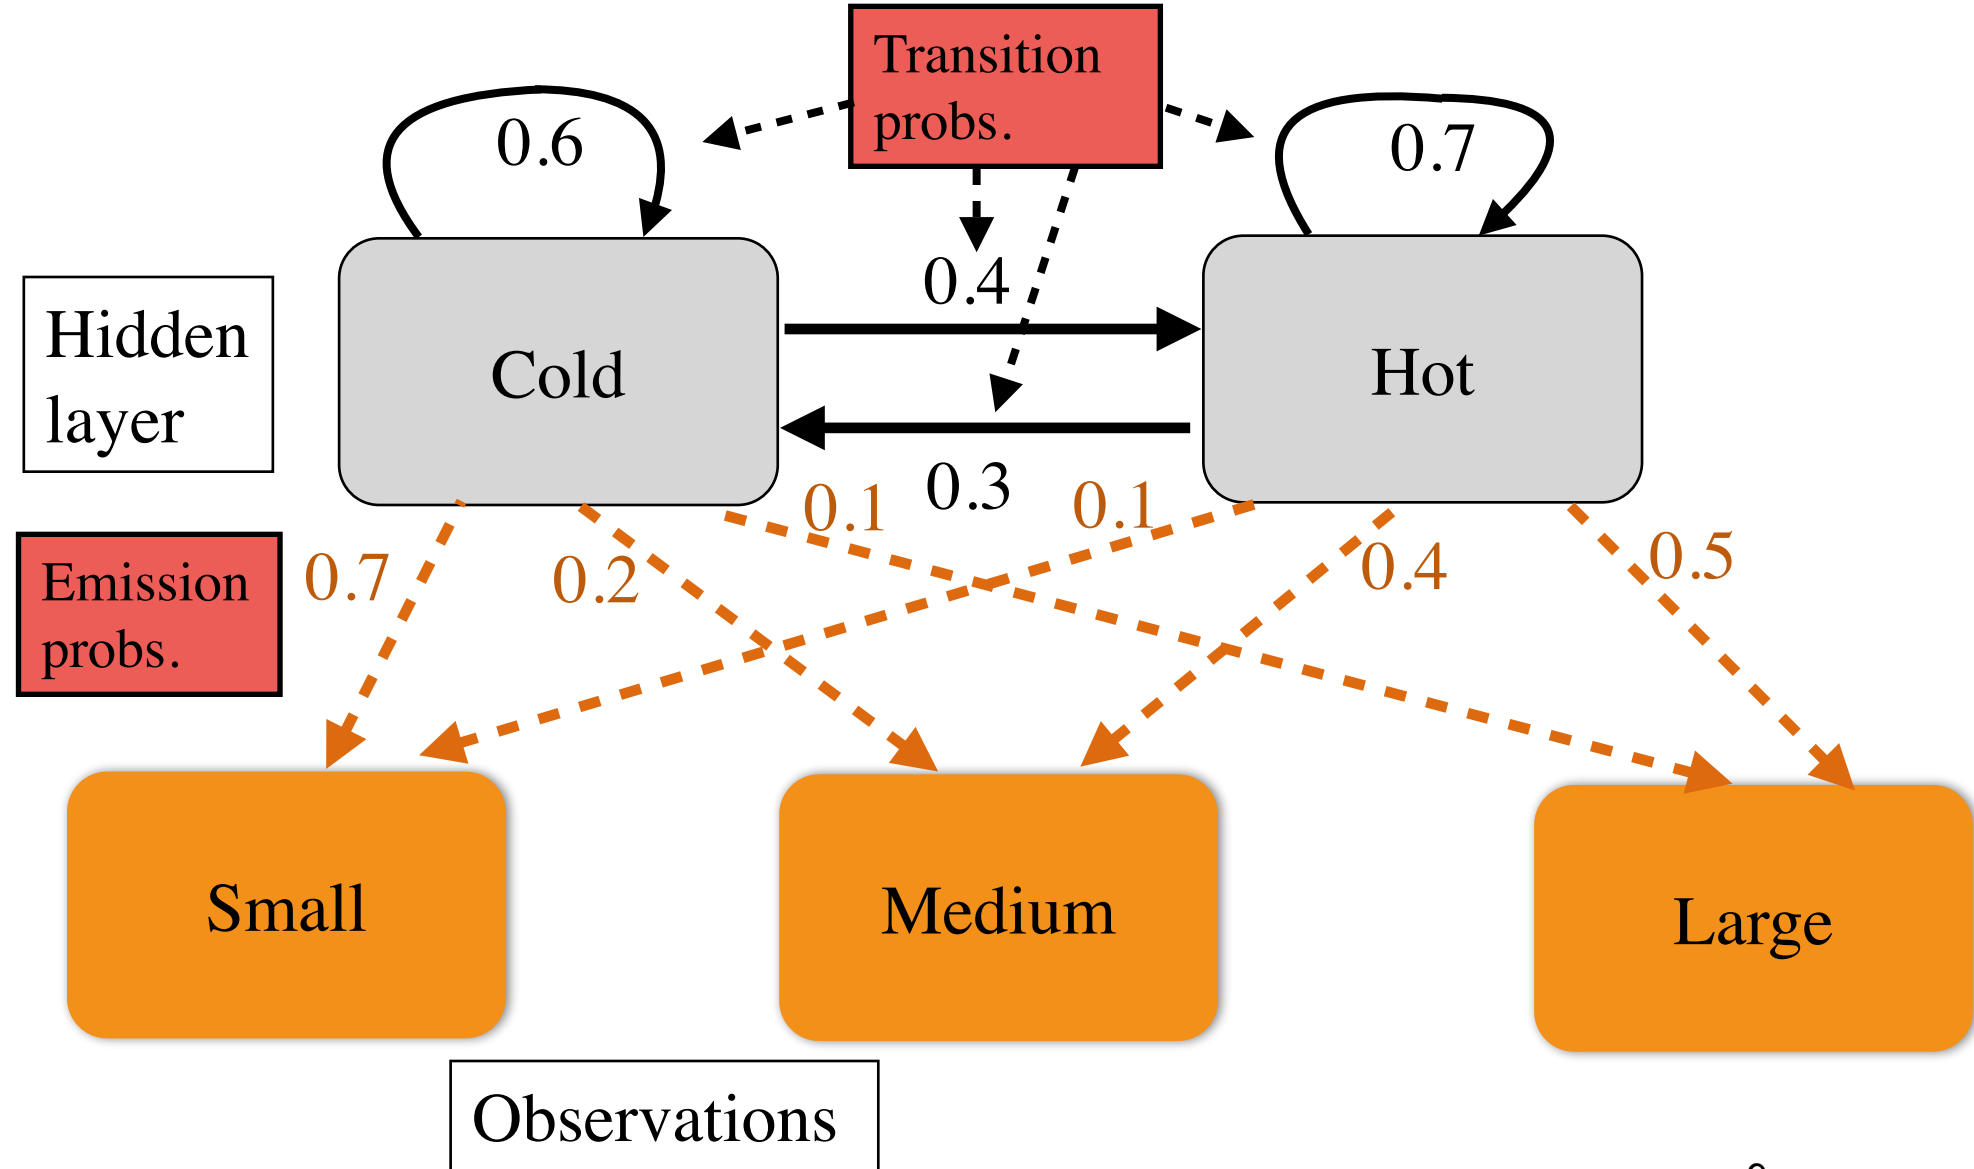 Transition
probs.
0.6
0.7
0.4
Hidden
layer
Cold
Hot
0.3
0.1
0.1
Emission
probs.
0.7
0.2
0.4
0.5
Small
Medium
Large
Observations